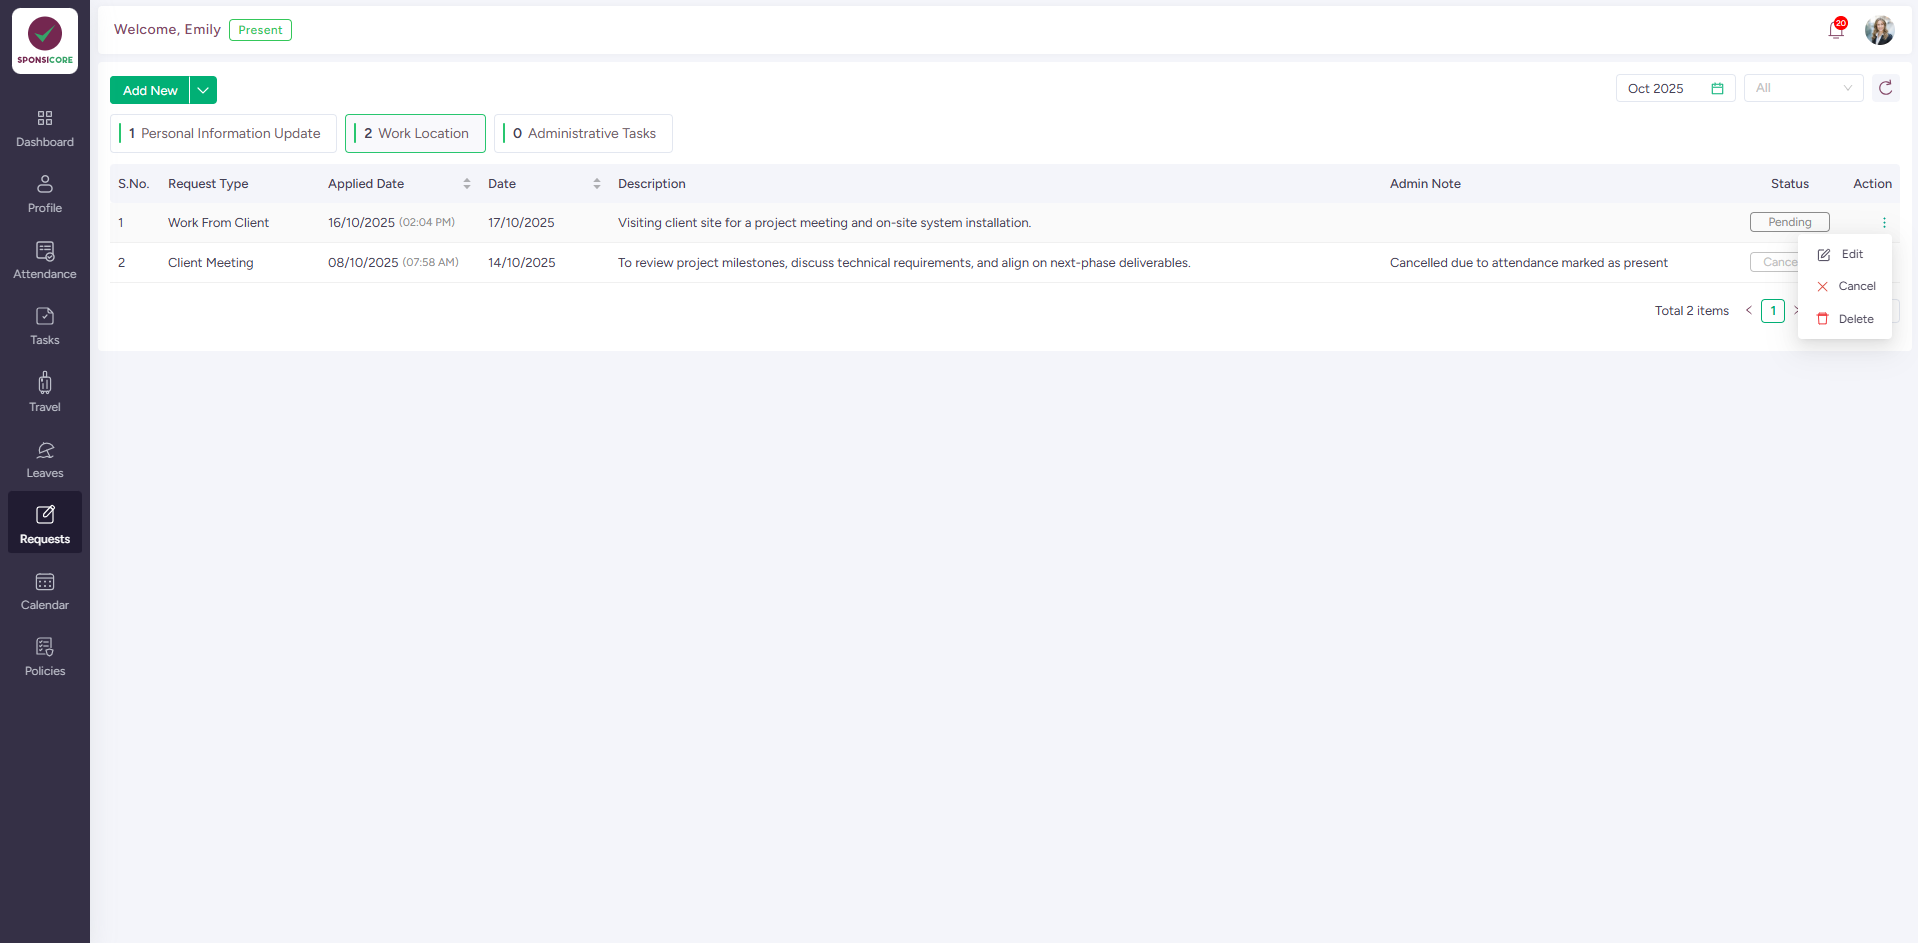 SPONSICORE
Welcome, Emily Present
20
Add New
Oct 2025 All
1 Personal Information Update 2 Work Location 0 Administrative Tasks
S.No. Request Type Applied Date Date Description Admin Note Status Action
1 Work From Client 16/10/2025 (02:04 PM) 17/10/2025 Visiting client site for a project meeting and on-site system installation. Pending
2 Client Meeting 08/10/2025 (07:58 AM) 14/10/2025 To review project milestones, discuss technical requirements, and align on next-phase deliverables. Cancelled due to attendance marked as present Cance
Edit
Cancel
Delete
Total 2 items < 1 >
Dashboard
Profile
Attendance
Tasks
Travel
Leaves
Requests
Calendar
Policies